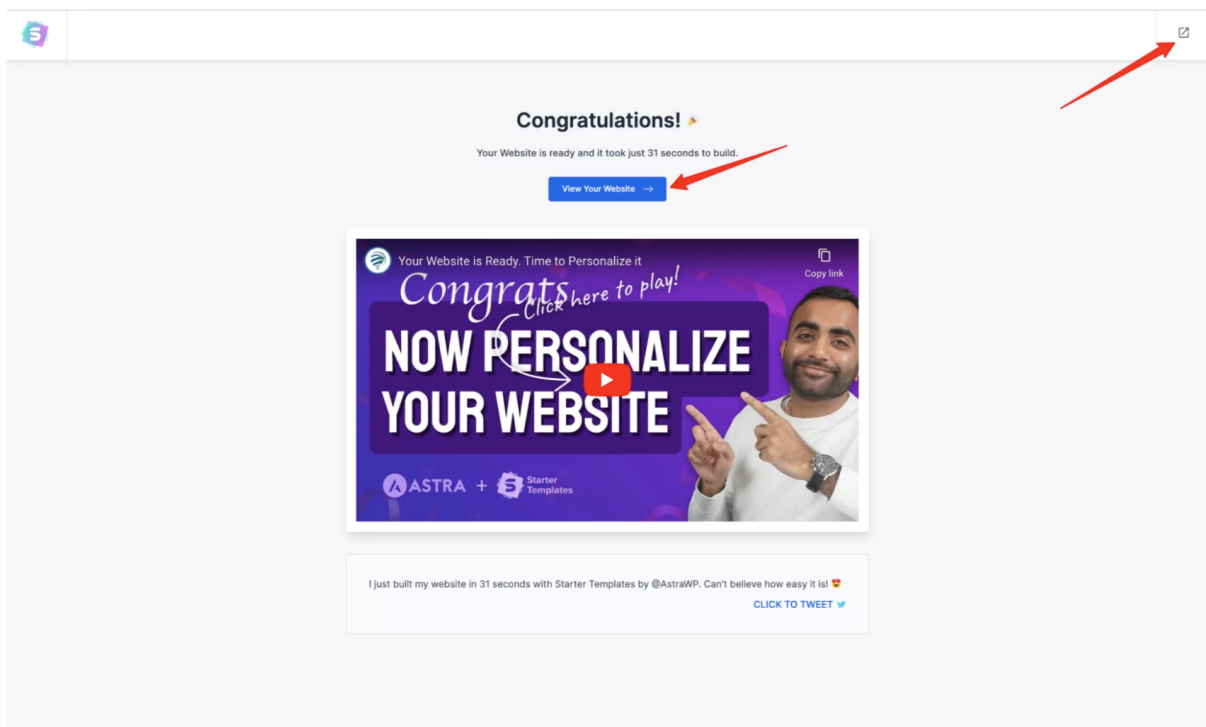 Congratulations! 🎉
Your Website is ready and it took just 31 seconds to build.
View Your Website →
Your Website is Ready. Time to Personalize it
Copy link
Congrats
Click here to play!
NOW PERSONALIZE
YOUR WEBSITE
ASTRA + S Starter
Templates
I just built my website in 31 seconds with Starter Templates by @AstraWP. Can't believe how easy it is! 😍
CLICK TO TWEET